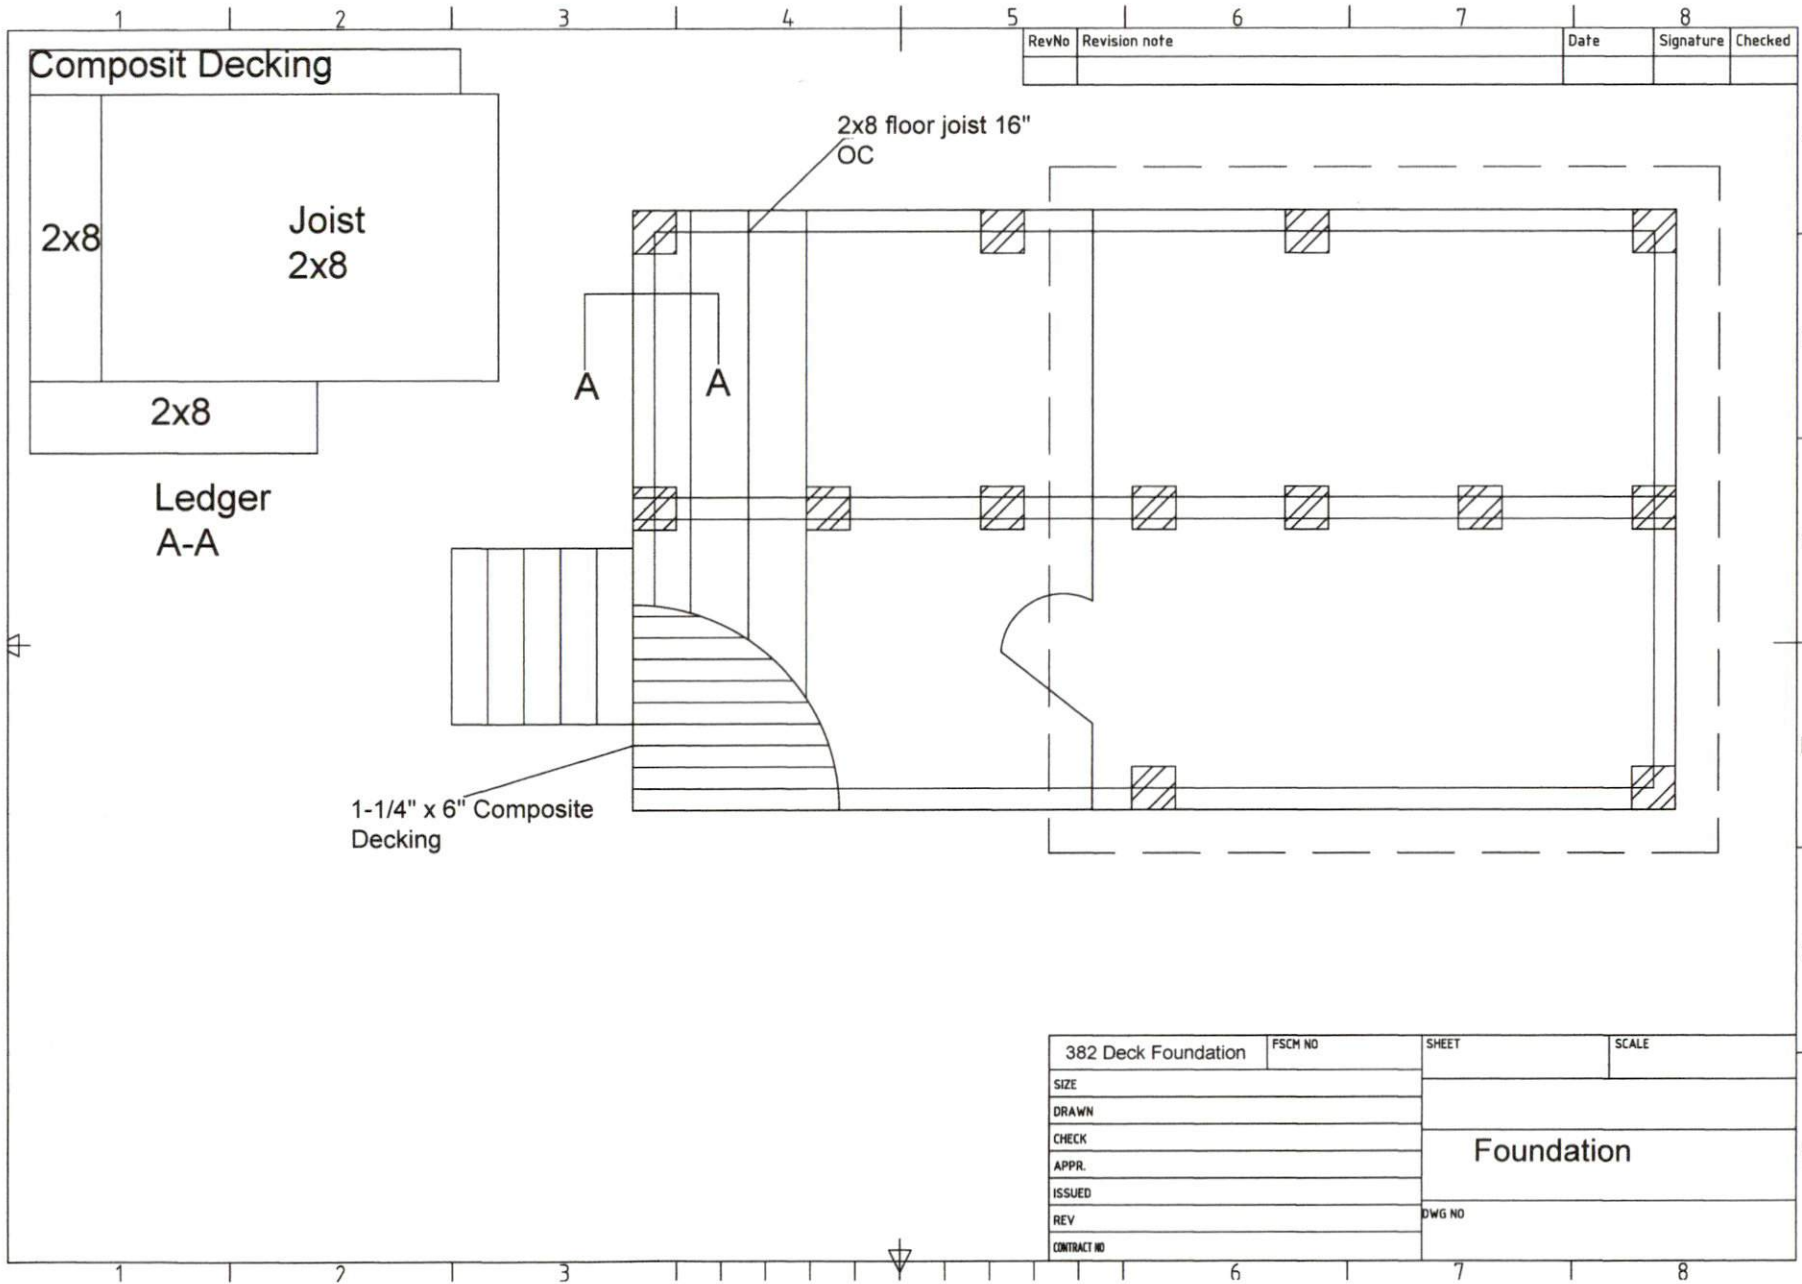 1 2 3 4 5 6 7 8
RevNo Revision note Date Signature Checked
Composit Decking
2x8 floor joist 16"
OC
2x8
Joist
2x8
2x8
A A
Ledger
A-A
1-1/4" x 6" Composite
Decking
382 Deck Foundation FSCM NO SHEET SCALE
SIZE
DRAWN
CHECK
APPR.
ISSUED
REV
CONTRACT NO
Foundation
DWG NO
1 2 3 6 7 8